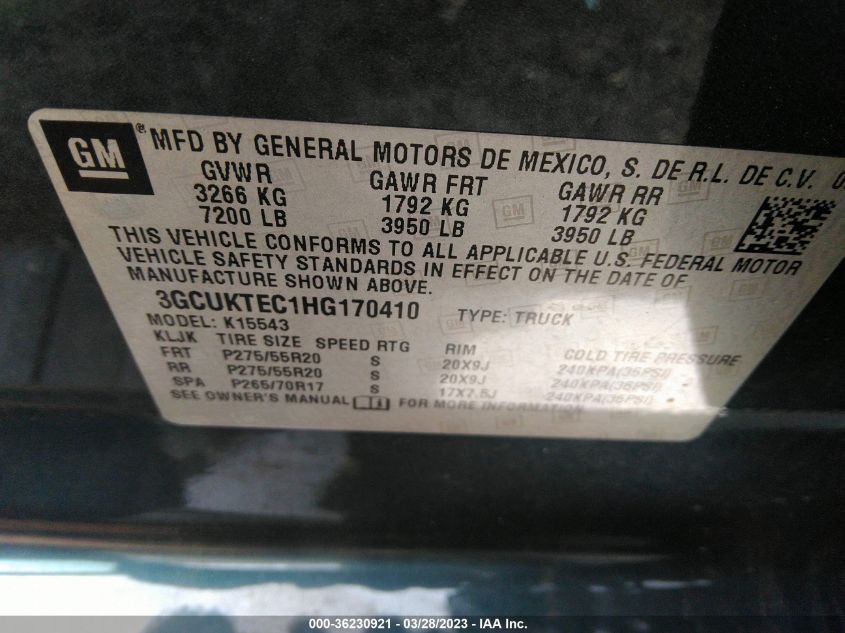 GM ® MFD BY GENERAL MOTORS DE MEXICO, S. DE R.L. DE C.V.
GVWR GAWR FRT GAWR RR
3266 KG 1792 KG 1792 KG
7200 LB 3950 LB 3950 LB
THIS VEHICLE CONFORMS TO ALL APPLICABLE U.S. FEDERAL MOTOR
VEHICLE SAFETY STANDARDS IN EFFECT ON THE DATE OF
MANUFACTURE SHOWN ABOVE.
3GCUKTEC1HG170410 TYPE: TRUCK
MODEL: K15543
KLJK TIRE SIZE SPEED RTG RIM COLD TIRE PRESSURE
FRT P275/55R20 S 20X9J 240KPA(35PSI)
RR P275/55R20 S 20X9J 240KPA(35PSI)
SPA P265/70R17 S 17X7.5J 240KPA(35PSI)
SEE OWNER'S MANUAL FOR MORE INFORMATION
000-36230921 - 03/28/2023 - IAA Inc.